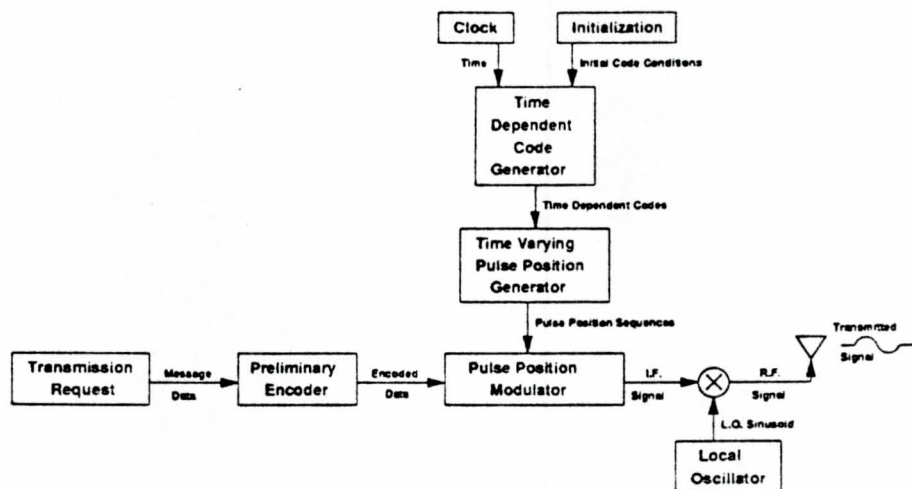 Clock
Initialization
Time
Initial Code Conditions
Time
Dependent
Code
Generator
Time Dependent Codes
Time Varying
Pulse Position
Generator
Pulse Position Sequences
Transmitted
Signal
Transmission
Request
Message
Data
Preliminary
Encoder
Encoded
Data
Pulse Position
Modulator
I.F.
Signal
R.F.
Signal
L.O. Sinusoid
Local
Oscillator